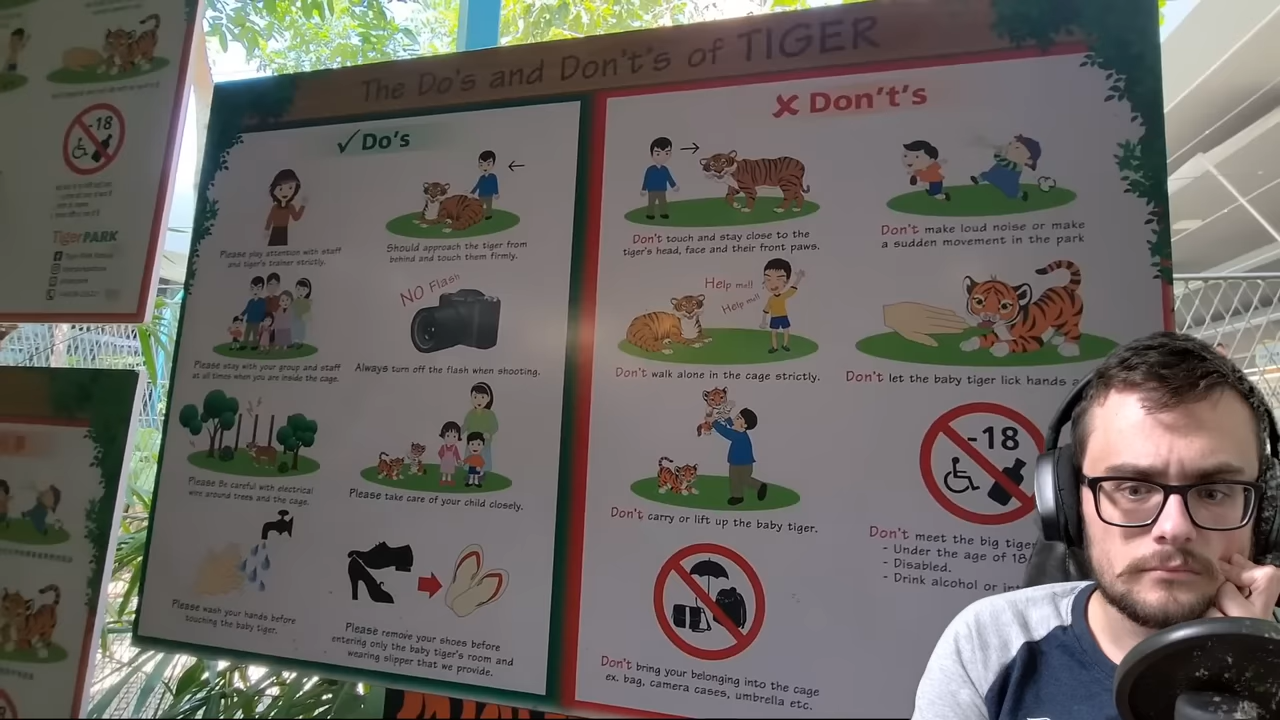 The Do's and Don't's of TIGER
Do's
Please play attention with staff
and tiger's trainer strictly.
Should approach the tiger from
behind and touch them firmly.
Please stay with your group and staff
at all times when you are inside the cage.
NO Flash
Always turn off the flash when shooting.
Please Be careful with electrical
wire around trees and the cage.
Please take care of your child closely.
Please wash your hands before
touching the baby tiger.
Please remove your shoes before
entering only the baby tiger's room and
wearing slipper that we provide.
Don't's
Don't touch and stay close to the
tiger's head, face and their front paws.
Don't make loud noise or make
a sudden movement in the park
Help me!!
Help me!!
Don't walk alone in the cage strictly.
Don't let the baby tiger lick hands
Don't carry or lift up the baby tiger.
-18
Don't meet the big tiger
- Under the age of 18
- Disabled.
- Drink alcohol or
Don't bring your belonging into the cage
ex. bag, camera cases, umbrella etc.
-18
TigerPARK